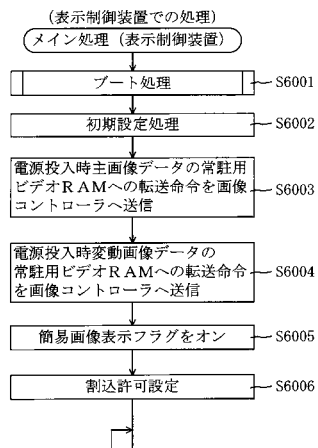 (表示制御装置での処理)
メイン処理(表示制御装置)
ブート処理
S6001
初期設定処理
S6002
電源投入時主画像データの常駐用
ビデオRAMへの転送命令を画像
コントローラへ送信
S6003
電源投入時変動画像データの
常駐用ビデオRAMへの転送命令
を画像コントローラへ送信
S6004
簡易画像表示フラグをオン
S6005
割込許可設定
S6006